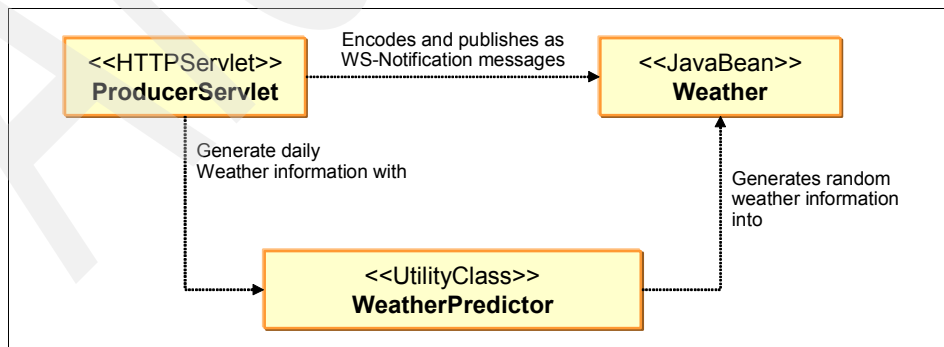 <<HTTPServlet>>
ProducerServlet
Encodes and publishes as
WS-Notification messages
<<JavaBean>>
Weather
Generate daily
Weather information with
Generates random
weather information
into
<<UtilityClass>>
WeatherPredictor